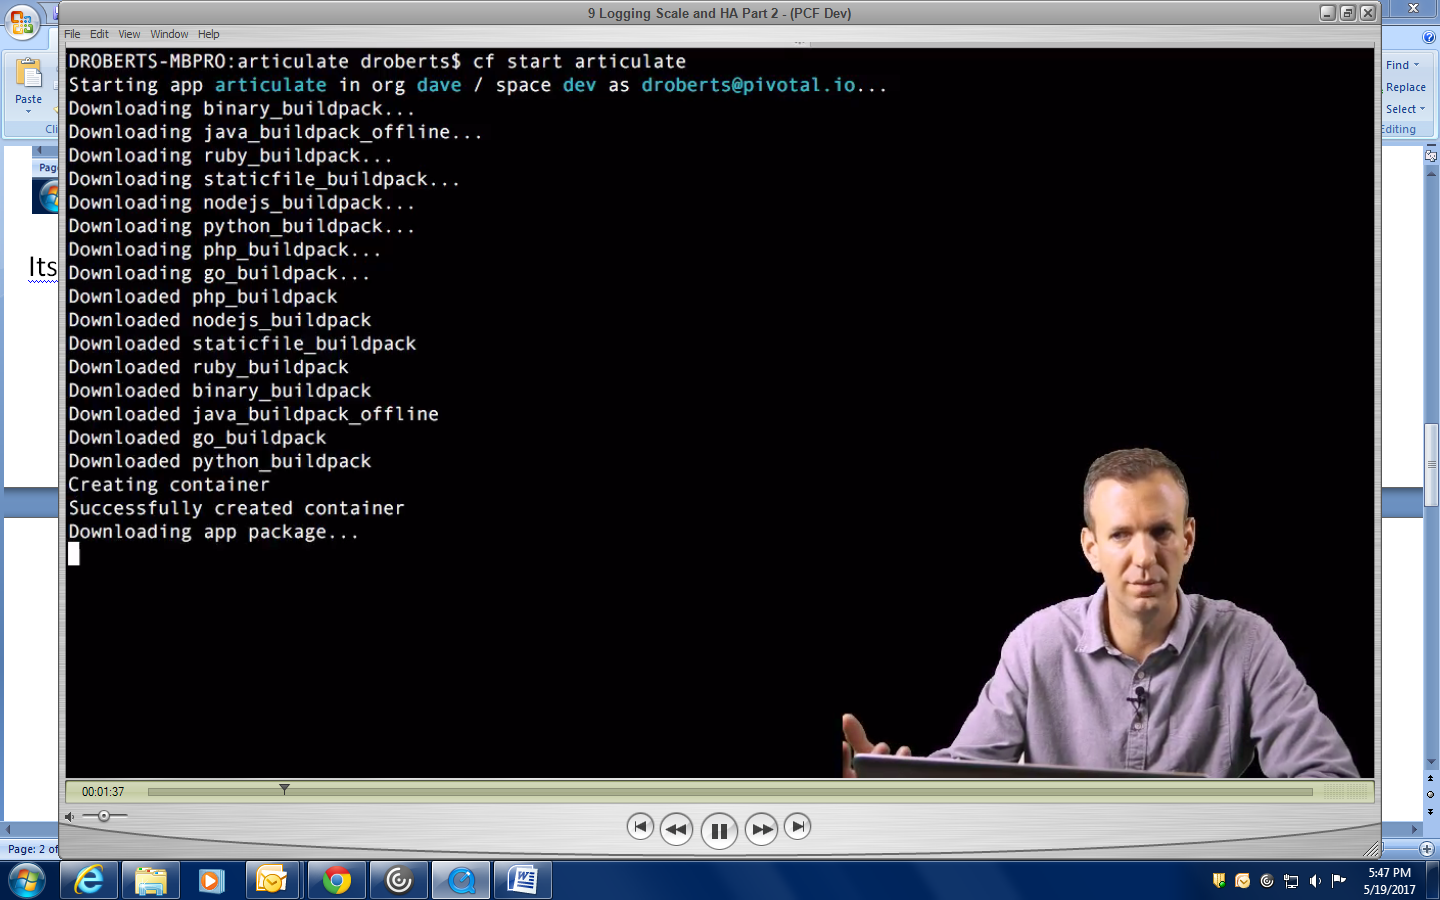 9 Logging Scale and HA Part 2 - (PCF Dev)
File Edit View Window Help
DROBERTS-MBPRO:articulate droberts$ cf start articulate
Starting app articulate in org dave / space dev as droberts@pivotal.io...
Downloading binary_buildpack...
Downloading java_buildpack_offline...
Downloading ruby_buildpack...
Downloading staticfile_buildpack...
Downloading nodejs_buildpack...
Downloading python_buildpack...
Downloading php_buildpack...
Downloading go_buildpack...
Downloaded php_buildpack
Downloaded nodejs_buildpack
Downloaded staticfile_buildpack
Downloaded ruby_buildpack
Downloaded binary_buildpack
Downloaded java_buildpack_offline
Downloaded go_buildpack
Downloaded python_buildpack
Creating container
Successfully created container
Downloading app package...
00:01:37
Paste
Its
Find
Replace
Select
Editing
Page: 2 of
5:47 PM
5/19/2017